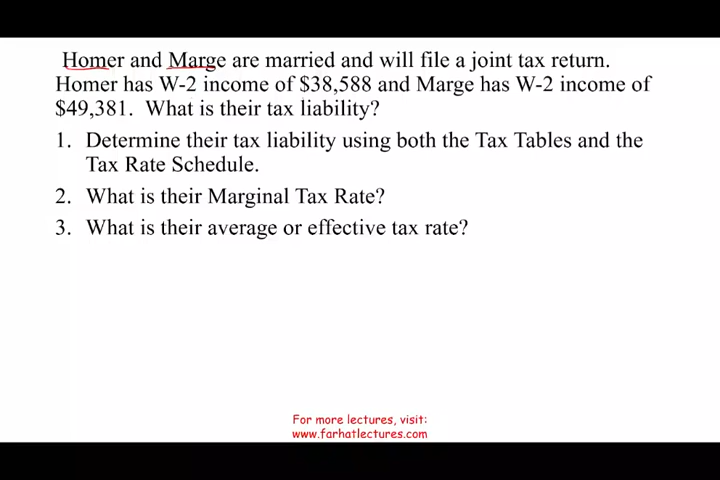 Homer and Marge are married and will file a joint tax return.
Homer has W-2 income of $38,588 and Marge has W-2 income of
$49,381. What is their tax liability?
1. Determine their tax liability using both the Tax Tables and the
Tax Rate Schedule.
2. What is their Marginal Tax Rate?
3. What is their average or effective tax rate?
For more lectures, visit:
www.farhatlectures.com